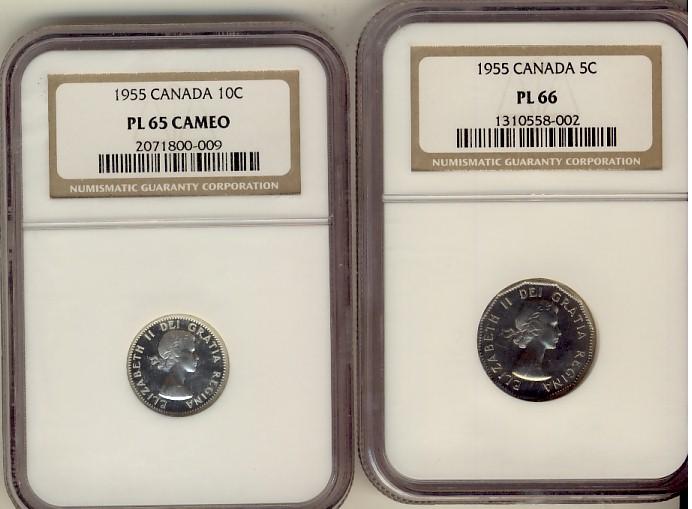 1955 CANADA 10C
PL 65 CAMEO
2071800-009
NUMISMATIC GUARANTY CORPORATION
ELIZABETH II DEI GRATIA REGINA
1955 CANADA 5C
PL 66
1310558-002
NUMISMATIC GUARANTY CORPORATION
ELIZABETH II DEI GRATIA REGINA